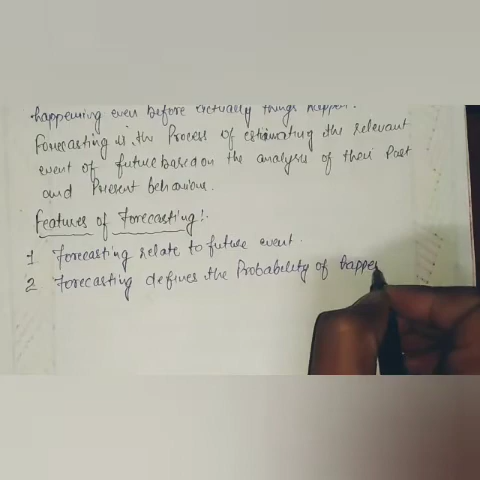 happening even before actually things happen.
Forecasting is the Process of estimating the relevant
event of future based on the analysis of their Past
and Present behaviour.
Features of Forecasting:-
1 Forecasting relate to future event.
2 Forecasting defines the Probability of happe